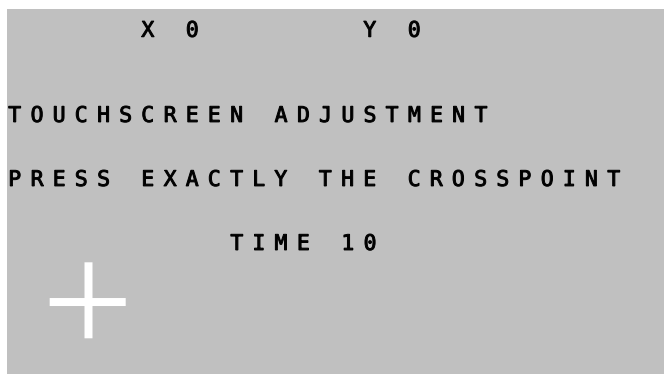 X 0 Y 0
TOUCHSCREEN ADJUSTMENT
PRESS EXACTLY THE CROSSPOINT
TIME 10